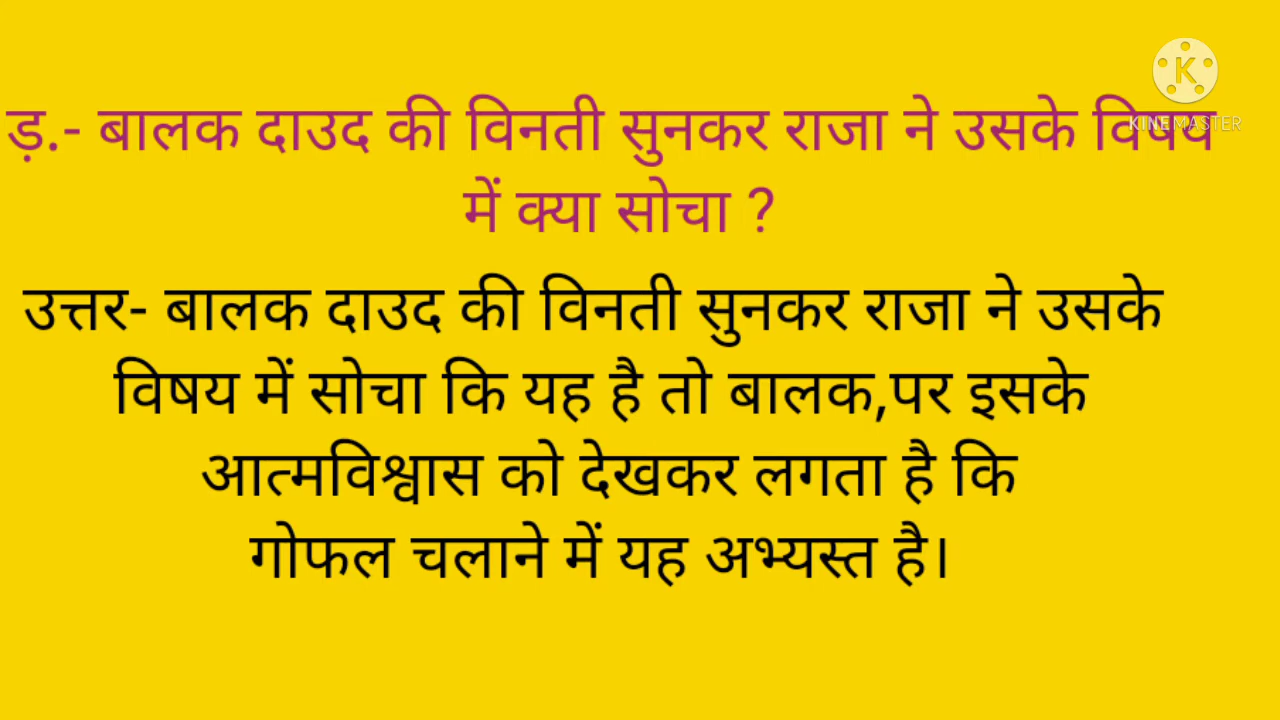 ड़.- बालक दाउद की विनती सुनकर राजा ने उसके विषय
में क्या सोचा ?
उत्तर- बालक दाउद की विनती सुनकर राजा ने उसके
विषय में सोचा कि यह है तो बालक,पर इसके
आत्मविश्वास को देखकर लगता है कि
गोफल चलाने में यह अभ्यस्त है।
K
KINEMASTER